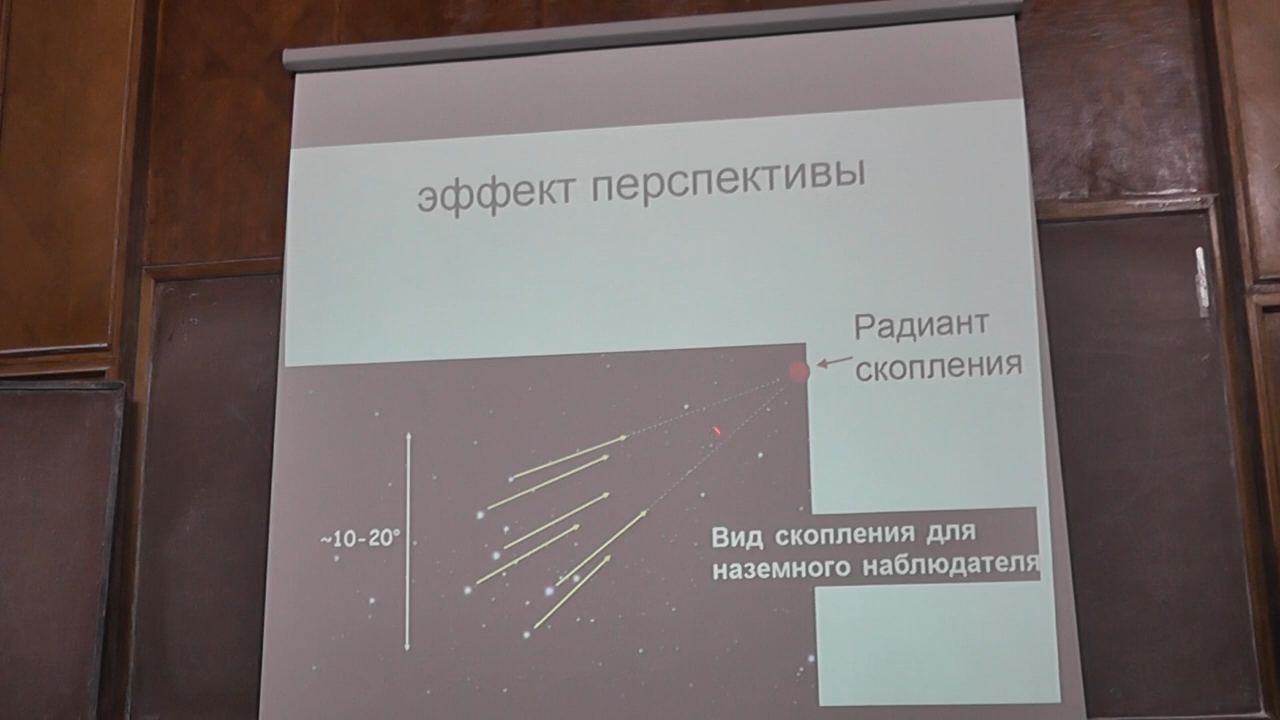 эффект перспективы
Радиант
скопления
~10-20°
Вид скопления для
наземного наблюдателя